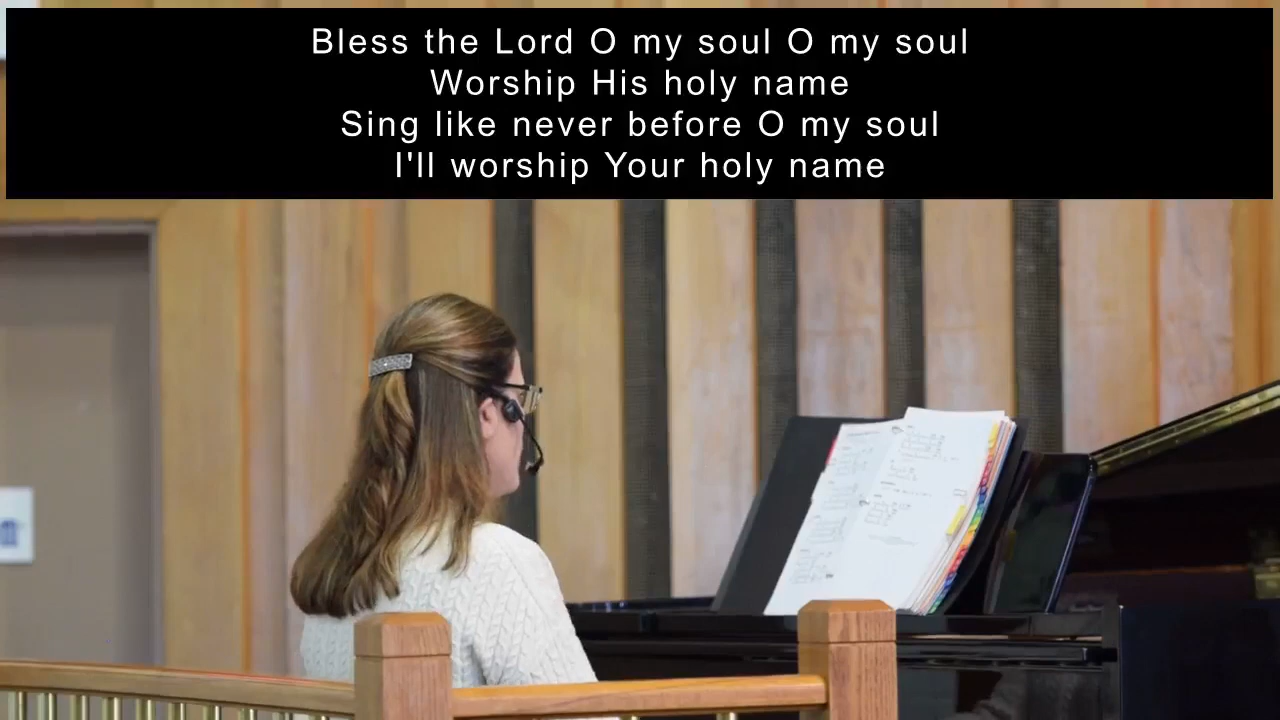 Bless the Lord O my soul O my soul
Worship His holy name
Sing like never before O my soul
I'll worship Your holy name